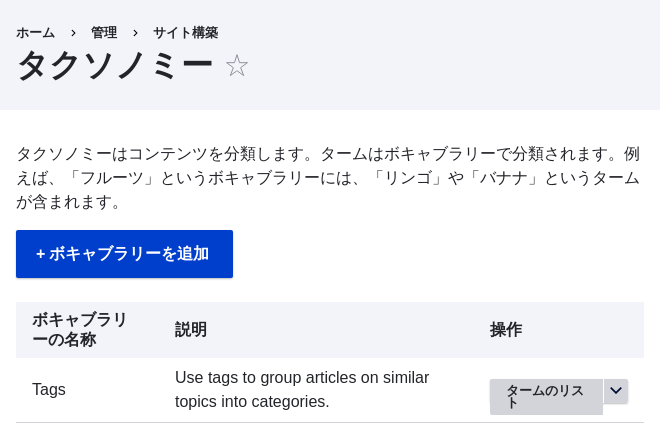 ホーム › 管理 › サイト構築
タクソノミー ☆
タクソノミーはコンテンツを分類します。タームはボキャブラリーで分類されます。例
えば、「フルーツ」というボキャブラリーには、「リンゴ」や「バナナ」というターム
が含まれます。
+ ボキャブラリーを追加
ボキャブラリ
ーの名称
説明
操作
Tags
Use tags to group articles on similar
topics into categories.
タームのリス
ト